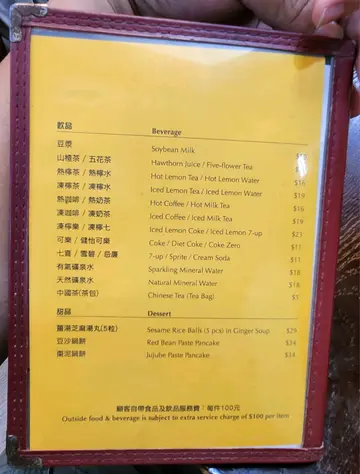 飲品 Beverage
豆漿 Soybean Milk
山楂茶 / 五花茶 Hawthorn Juice / Five-flower Tea
熱檸茶 / 熱檸水 Hot Lemon Tea / Hot Lemon Water $16
凍檸茶 / 凍檸水 Iced Lemon Tea / Iced Lemon Water $19
熱咖啡 / 熱奶茶 Hot Coffee / Hot Milk Tea $16
凍咖啡 / 凍奶茶 Iced Coffee / Iced Milk Tea $19
凍檸樂 / 凍檸七 Iced Lemon Coke / Iced Lemon 7-up $23
可樂 / 健怡可樂 Coke / Diet Coke / Coke Zero $11
七喜 / 雪碧 / 忌廉 7-up / Sprite / Cream Soda $11
有氣礦泉水 Sparkling Mineral Water $18
天然礦泉水 Natural Mineral Water $18
中國茶(茶包) Chinese Tea (Tea Bag)
甜品 Dessert
薑湯芝麻湯丸(5粒) Sesame Rice Balls (5 pcs) in Ginger Soup $29
豆沙鍋餅 Red Bean Paste Pancake $34
棗泥鍋餅 Jujube Paste Pancake $34
顧客自帶食品及飲品服務費：每件100元
Outside food & beverage is subject to extra service charge of $100 per item